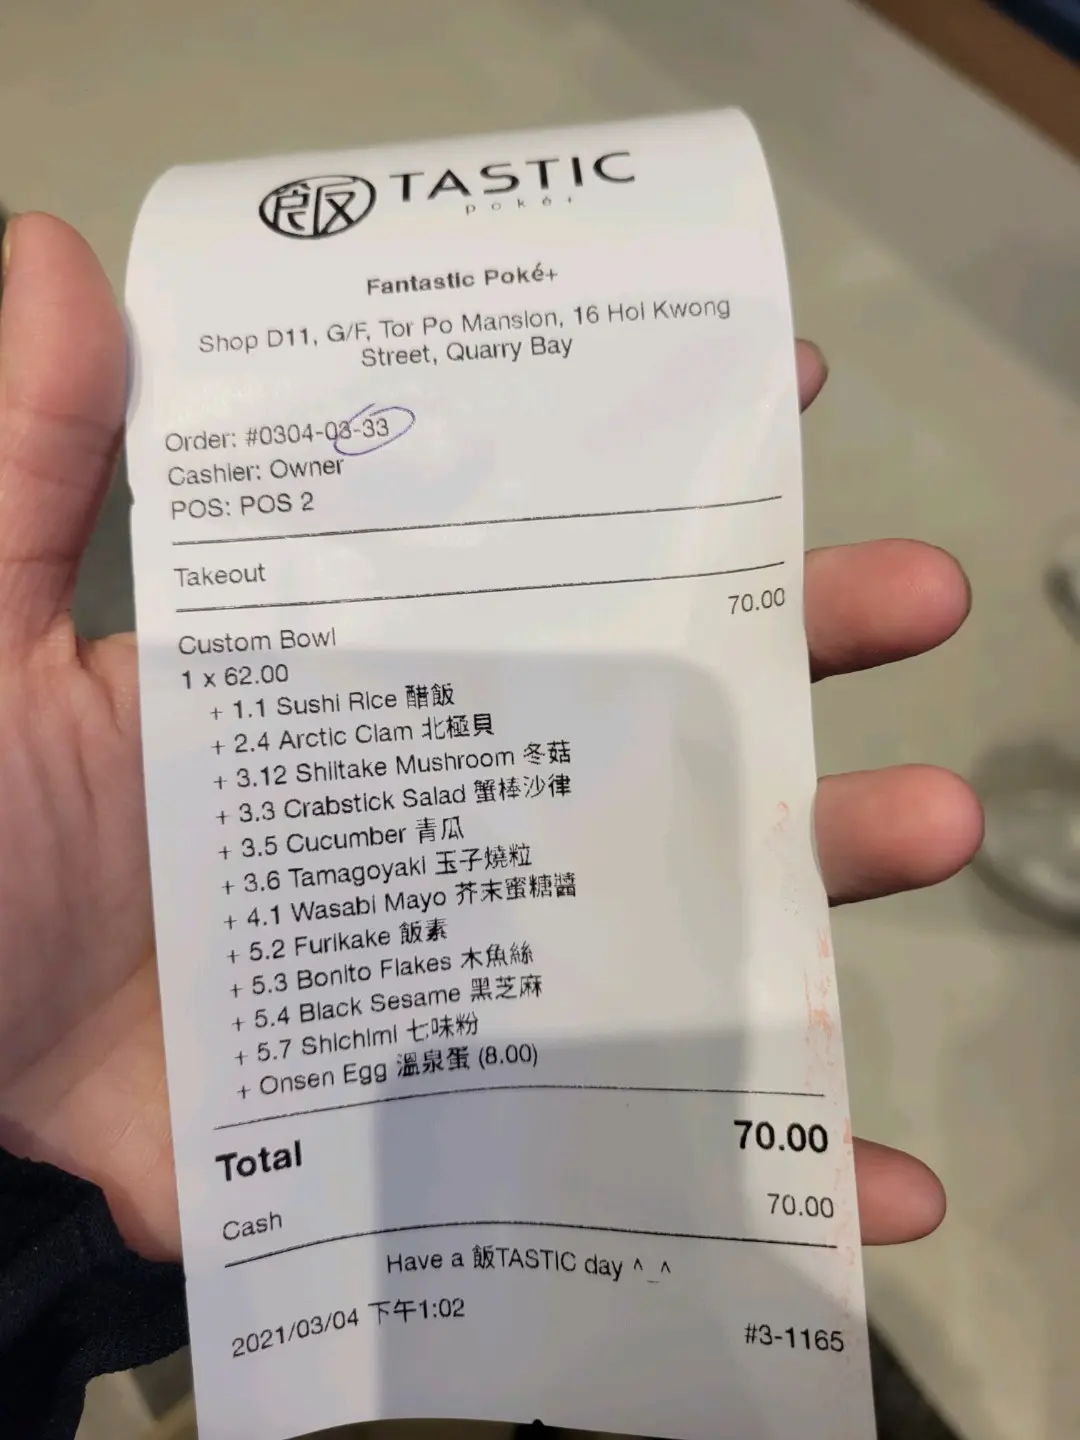 飯TASTIC
poké+
Fantastic Poké+
Shop D11, G/F, Tor Po Mansion, 16 Hoi Kwong
Street, Quarry Bay
Order: #0304-03-33
Cashier: Owner
POS: POS 2
Takeout
Custom Bowl 70.00
1 x 62.00
+ 1.1 Sushi Rice 醋飯
+ 2.4 Arctic Clam 北極貝
+ 3.12 Shiitake Mushroom 冬菇
+ 3.3 Crabstick Salad 蟹棒沙律
+ 3.5 Cucumber 青瓜
+ 3.6 Tamagoyaki 玉子燒粒
+ 4.1 Wasabi Mayo 芥末蜜糖醬
+ 5.2 Furikake 飯素
+ 5.3 Bonito Flakes 木魚絲
+ 5.4 Black Sesame 黑芝麻
+ 5.7 Shichimi 七味粉
+ Onsen Egg 溫泉蛋 (8.00)
Total 70.00
Cash 70.00
Have a 飯TASTIC day ^_^
2021/03/04 下午1:02 #3-1165